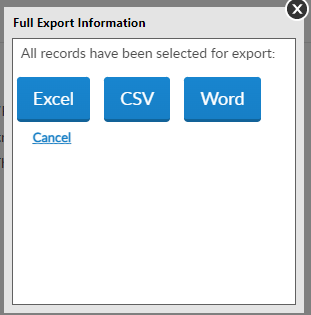 Full Export Information
All records have been selected for export:
Excel CSV Word
Cancel